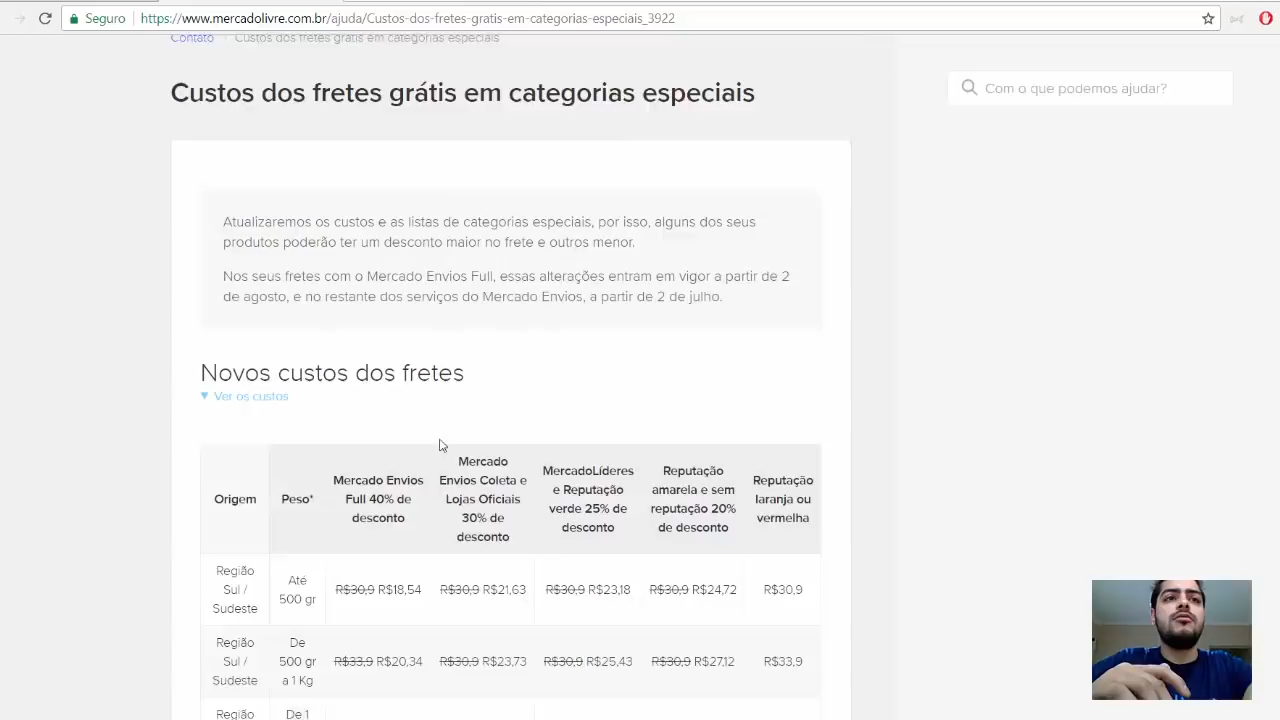 Seguro
https://www.mercadolivre.com.br/ajuda/Custos-dos-fretes-gratis-em-categorias-especiais_3922
Contato
Custos dos fretes grátis em categorias especiais
Custos dos fretes grátis em categorias especiais
Com o que podemos ajudar?
Atualizaremos os custos e as listas de categorias especiais, por isso, alguns dos seus
produtos poderão ter um desconto maior no frete e outros menor.
Nos seus fretes com o Mercado Envios Full, essas alterações entram em vigor a partir de 2
de agosto, e no restante dos serviços do Mercado Envios, a partir de 2 de julho.
Novos custos dos fretes
▼ Ver os custos
Origem
Peso*
Mercado Envios
Full 40% de
desconto
Mercado
Envios Coleta e
Lojas Oficiais
30% de
desconto
MercadoLíderes
e Reputação
verde 25% de
desconto
Reputação
amarela e sem
reputação 20%
de desconto
Reputação
laranja ou
vermelha
Região
Sul /
Sudeste
Até
500 gr
R$30,9 R$18,54
R$30,9 R$21,63
R$30,9 R$23,18
R$30,9 R$24,72
R$30,9
Região
Sul /
Sudeste
De
500 gr
a 1 Kg
R$33,9 R$20,34
R$30,9 R$23,73
R$30,9 R$25,43
R$30,9 R$27,12
R$33,9
Região
De 1